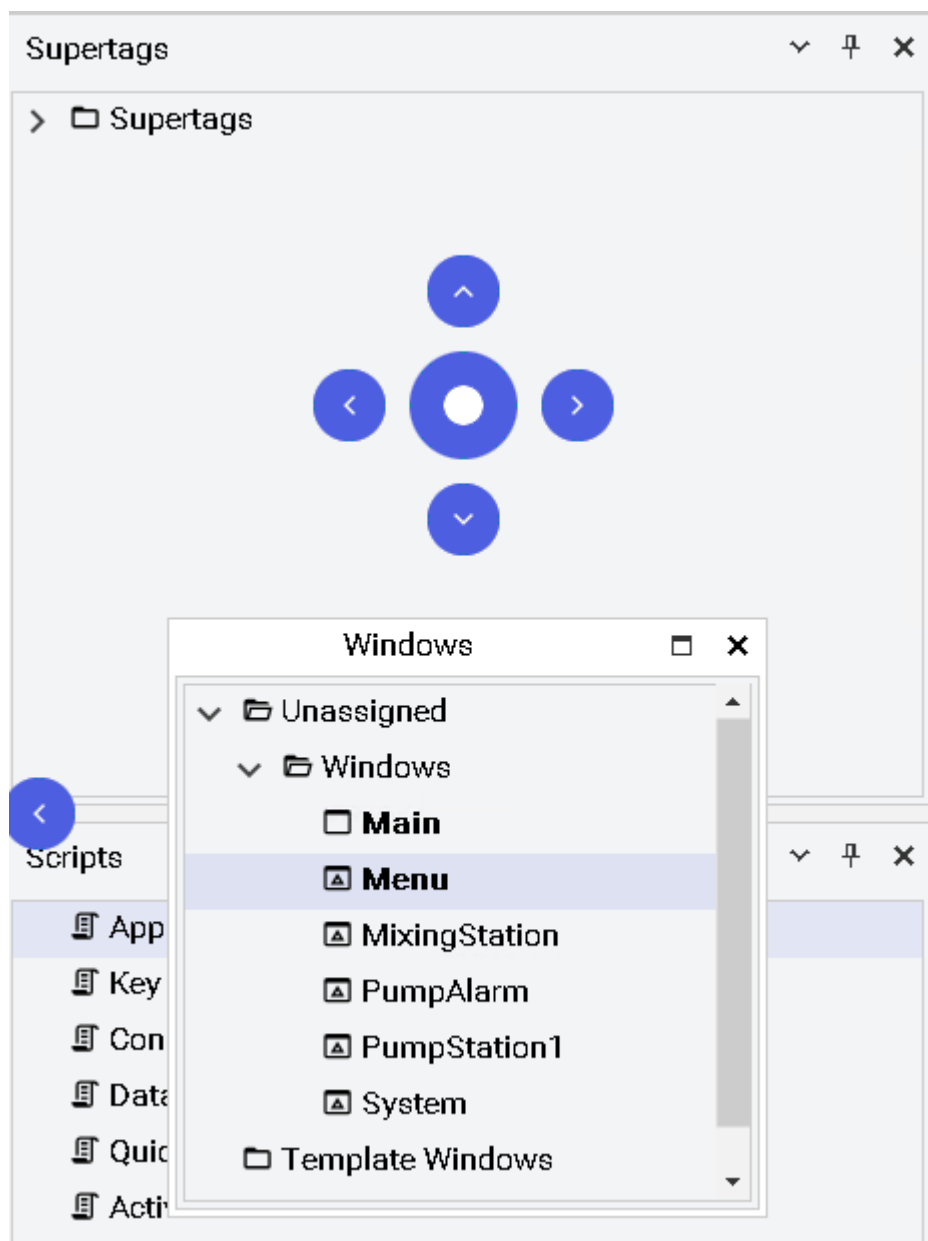 Supertags
Supertags
Windows
Unassigned
Windows
Main
Menu
MixingStation
PumpAlarm
PumpStation1
System
Template Windows
Scripts
App
Key
Con
Data
Quic
Activ